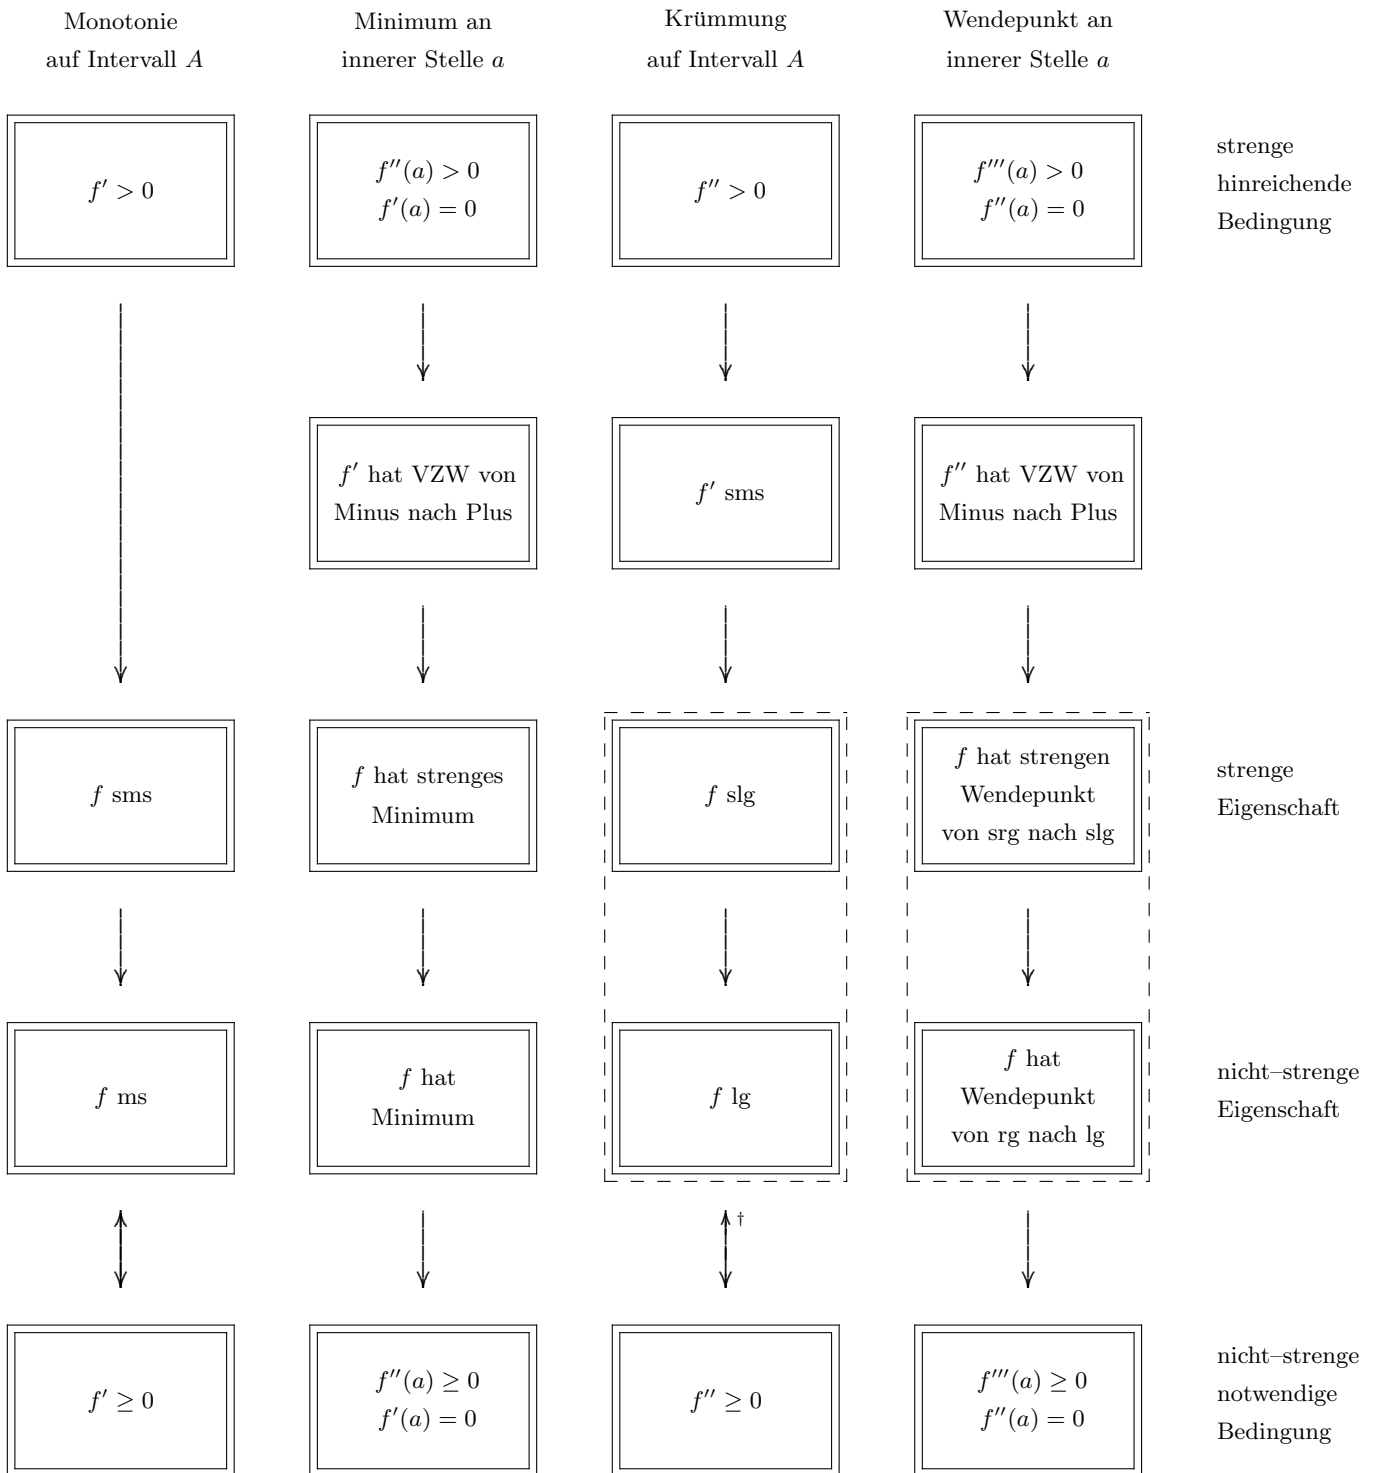 Monotonie
auf Intervall A
Minimum an
innerer Stelle a
Krümmung
auf Intervall A
Wendepunkt an
innerer Stelle a
f′ > 0
f′′(a) > 0
f′(a) = 0
f′′ > 0
f′′′(a) > 0
f′′(a) = 0
strenge
hinreichende
Bedingung
f′ hat VZW von
Minus nach Plus
f′ sms
f′′ hat VZW von
Minus nach Plus
f sms
f hat strenges
Minimum
f slg
f hat strengen
Wendepunkt
von srg nach slg
strenge
Eigenschaft
f ms
f hat
Minimum
f lg
f hat
Wendepunkt
von rg nach lg
nicht–strenge
Eigenschaft
†
f′ ≥ 0
f′′(a) ≥ 0
f′(a) = 0
f′′ ≥ 0
f′′′(a) ≥ 0
f′′(a) = 0
nicht–strenge
notwendige
Bedingung